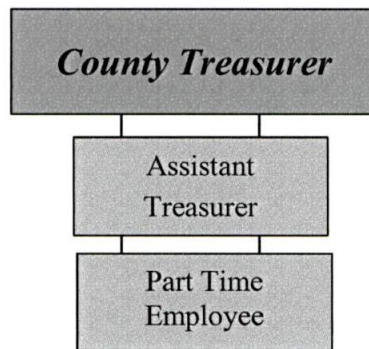 County Treasurer
Assistant
Treasurer
Part Time
Employee